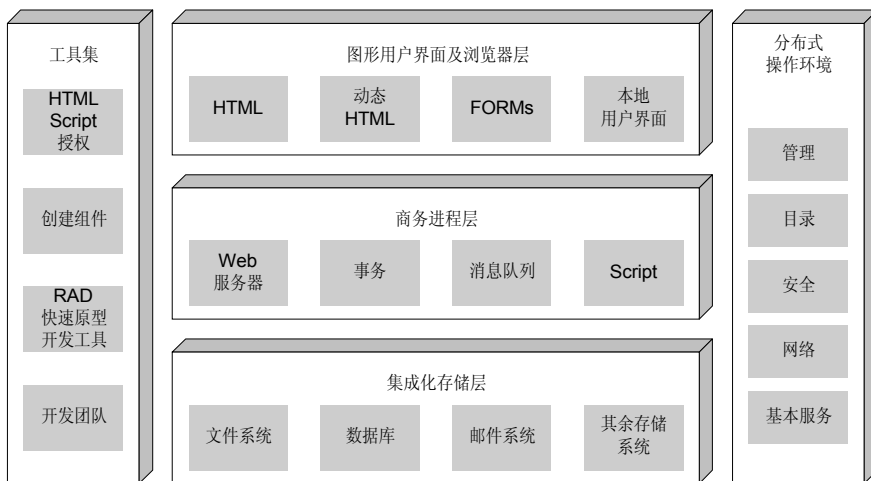 工具集
HTML
Script
授权
创建组件
RAD
快速原型
开发工具
开发团队
图形用户界面及浏览器层
HTML
动态
HTML
FORMs
本地
用户界面
商务进程层
Web
服务器
事务
消息队列
Script
集成化存储层
文件系统
数据库
邮件系统
其余存储
系统
分布式
操作环境
管理
目录
安全
网络
基本服务